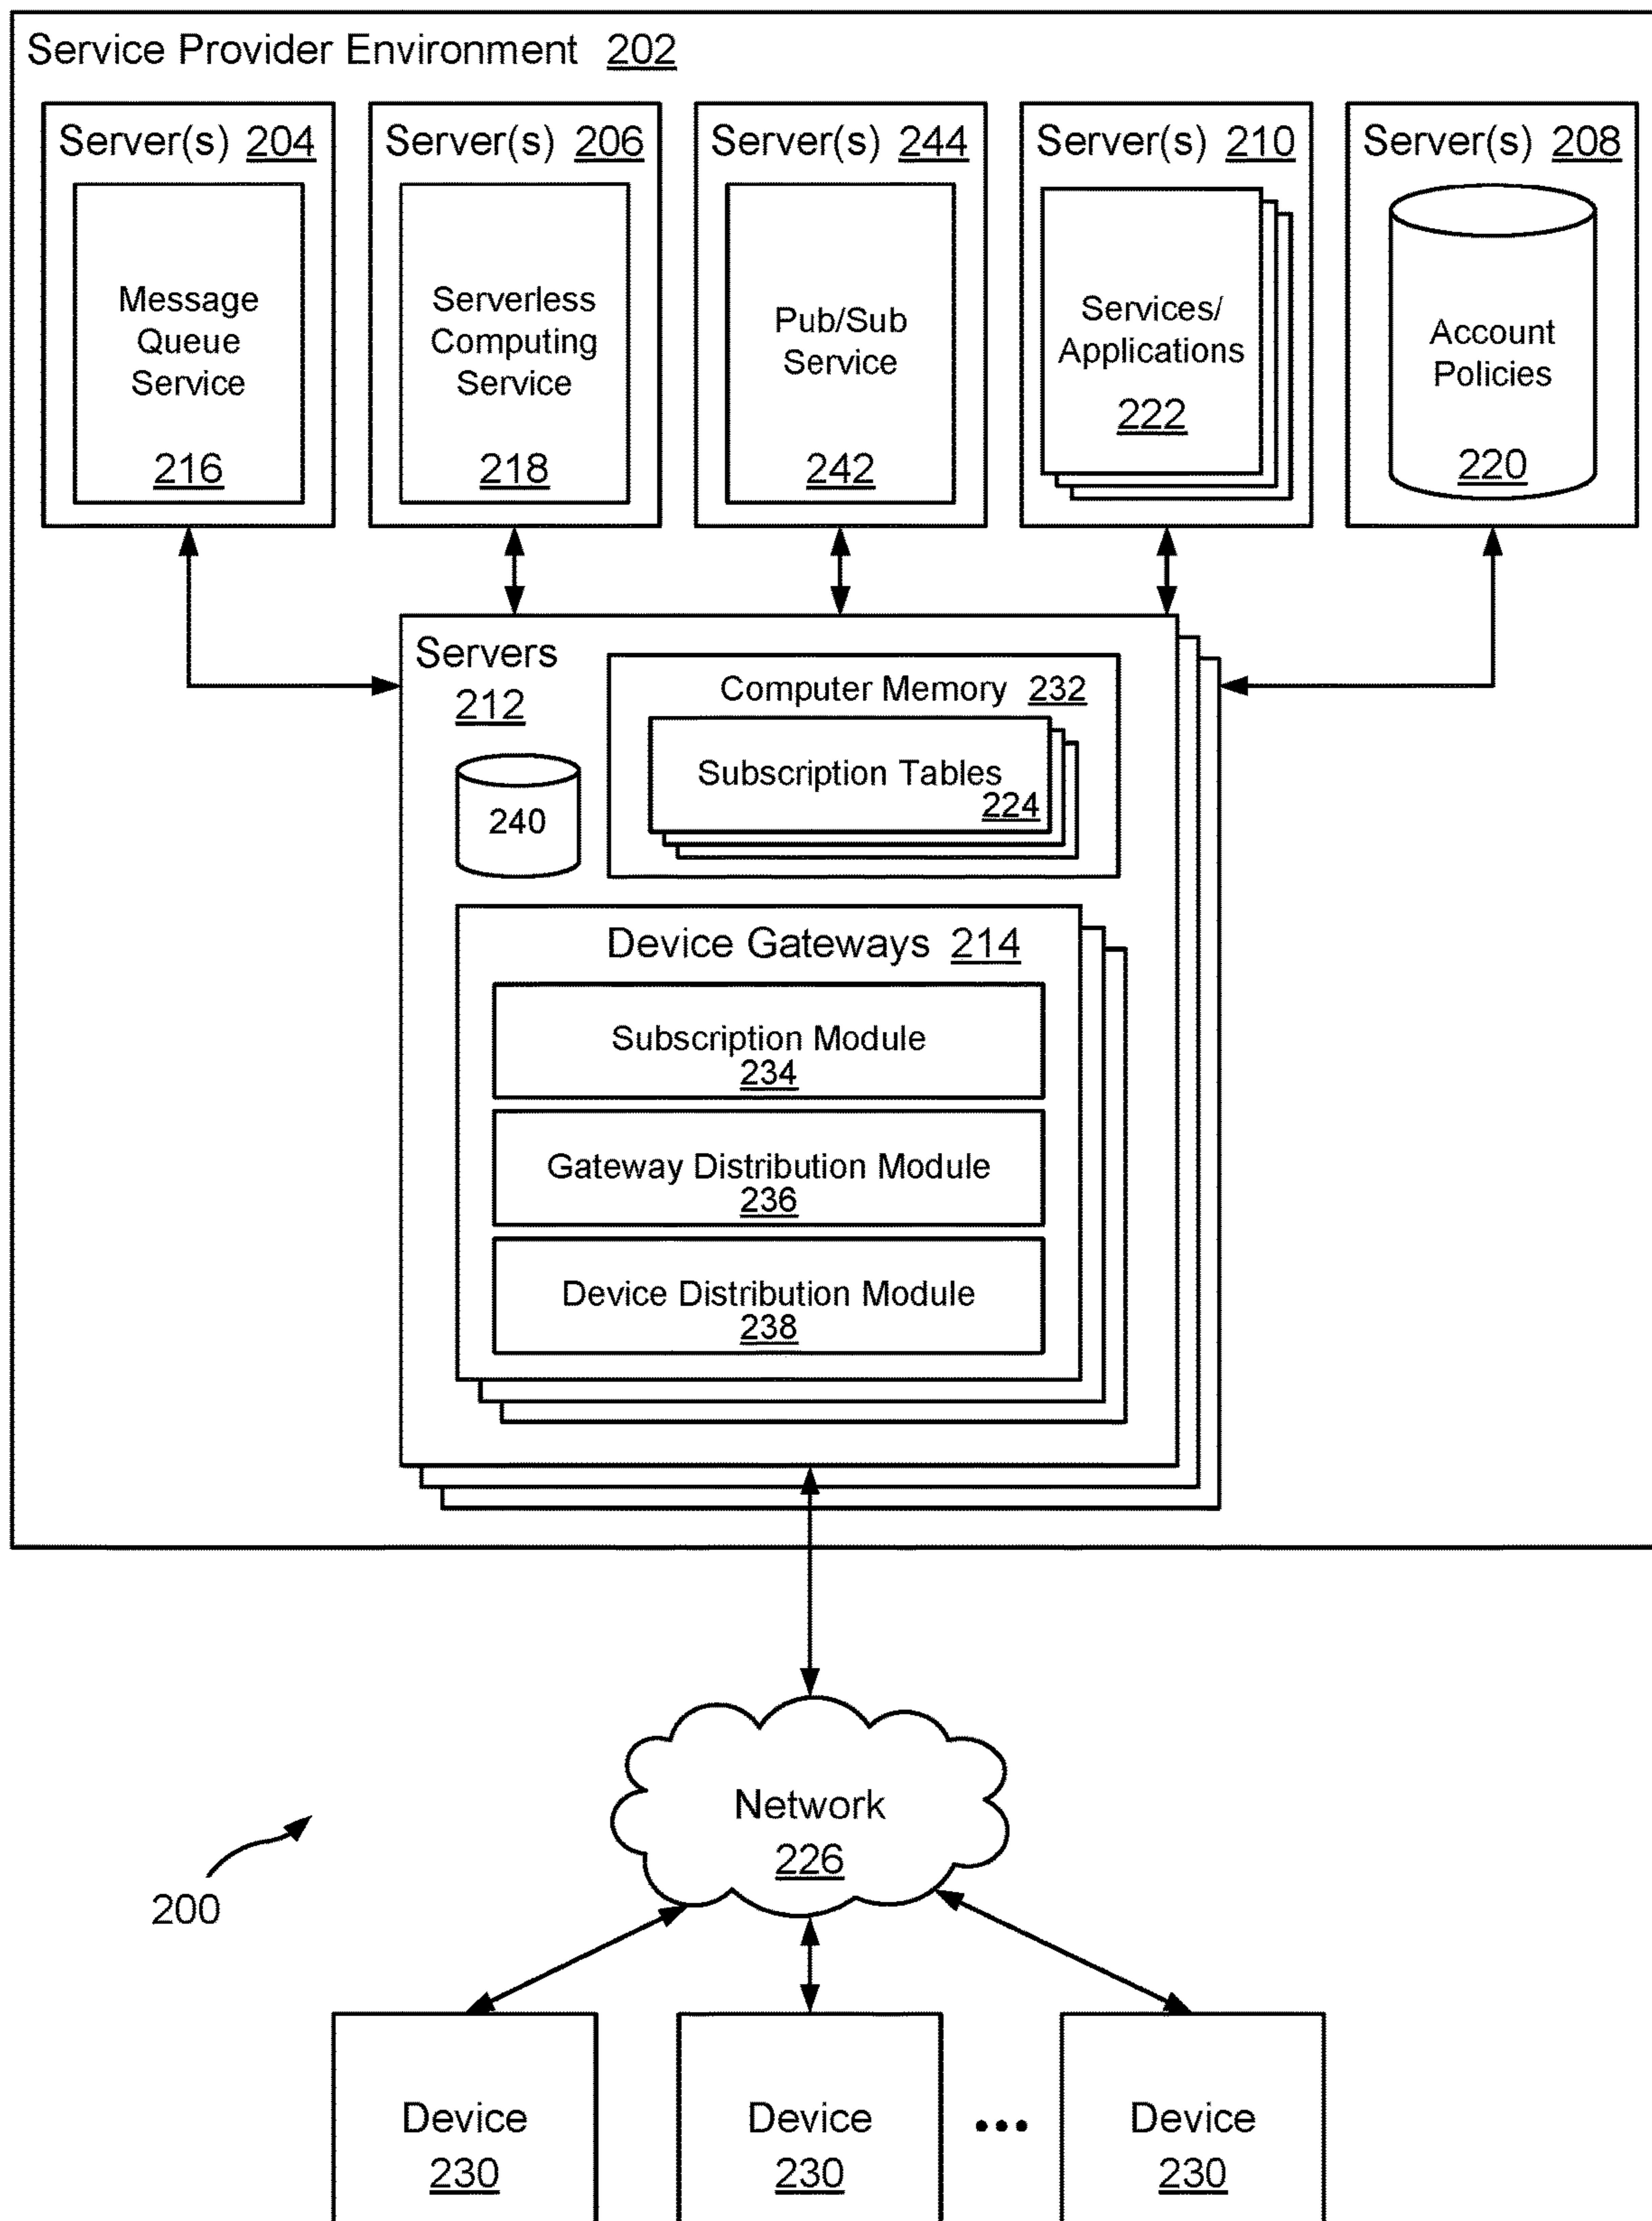 Service Provider Environment 202
Server(s) 204
Message
Queue
Service
216
Server(s) 206
Serverless
Computing
Service
218
Server(s) 244
Pub/Sub
Service
242
Server(s) 210
Services/
Applications
222
Server(s) 208
Account
Policies
220
Servers
212
240
Computer Memory 232
Subscription Tables
224
Device Gateways 214
Subscription Module
234
Gateway Distribution Module
236
Device Distribution Module
238
Network
226
200
Device
230
Device
230
•••
Device
230